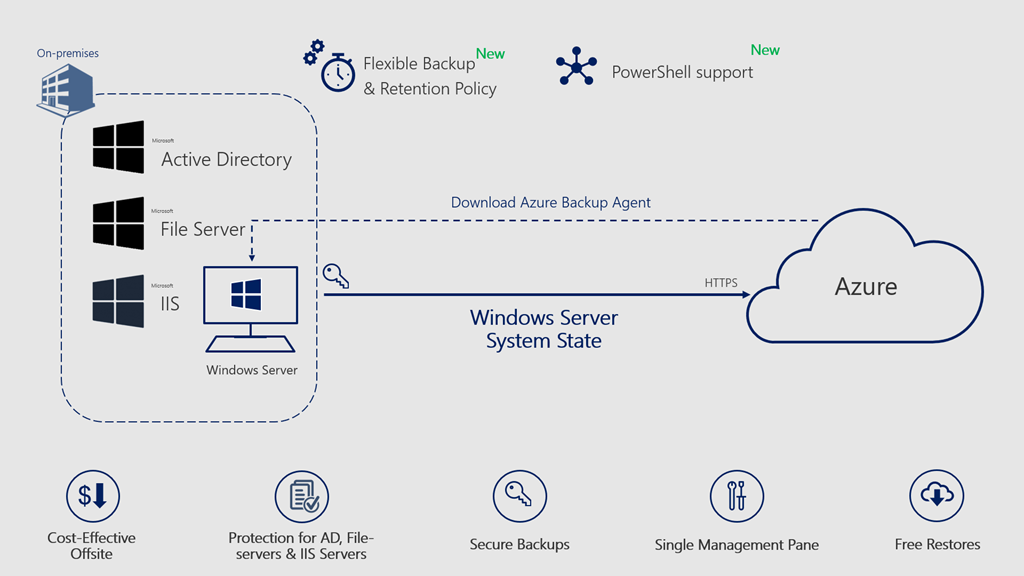 On-premises
Flexible Backup
New
& Retention Policy
PowerShell support
New
Microsoft
Active Directory
Microsoft
File Server
Microsoft
IIS
Windows Server
Download Azure Backup Agent
HTTPS
Windows Server
System State
Azure
$
Cost-Effective
Offsite
Protection for AD, File-
servers & IIS Servers
Secure Backups
Single Management Pane
Free Restores